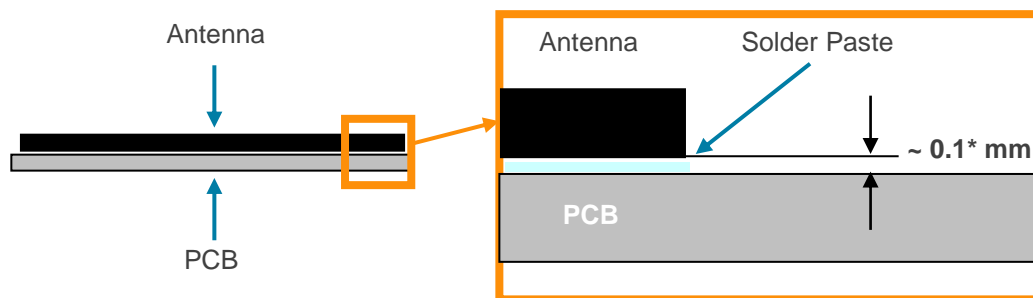 Antenna
PCB
Antenna
Solder Paste
~ 0.1* mm
PCB